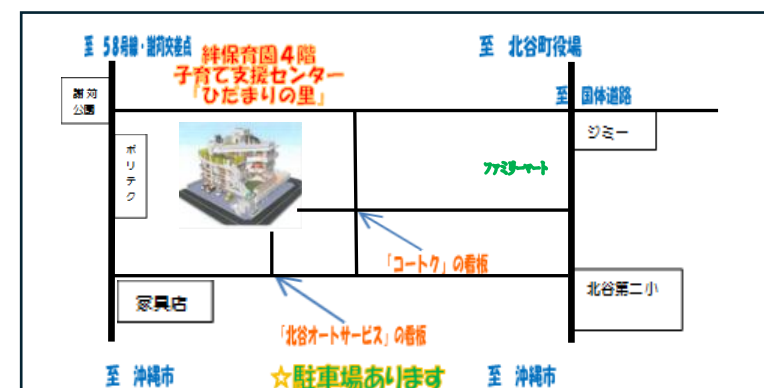 至 58号線・謝苅交差点
絆保育園4階
子育て支援センター
「ひだまりの里」
至 北谷町役場
至 国体道路
謝苅
公園
ジミー
ポリテク
ファミリーマート
「コートク」の看板
北谷第二小
家具店
「北谷オートサービス」の看板
至 沖縄市
☆駐車場あります
至 沖縄市